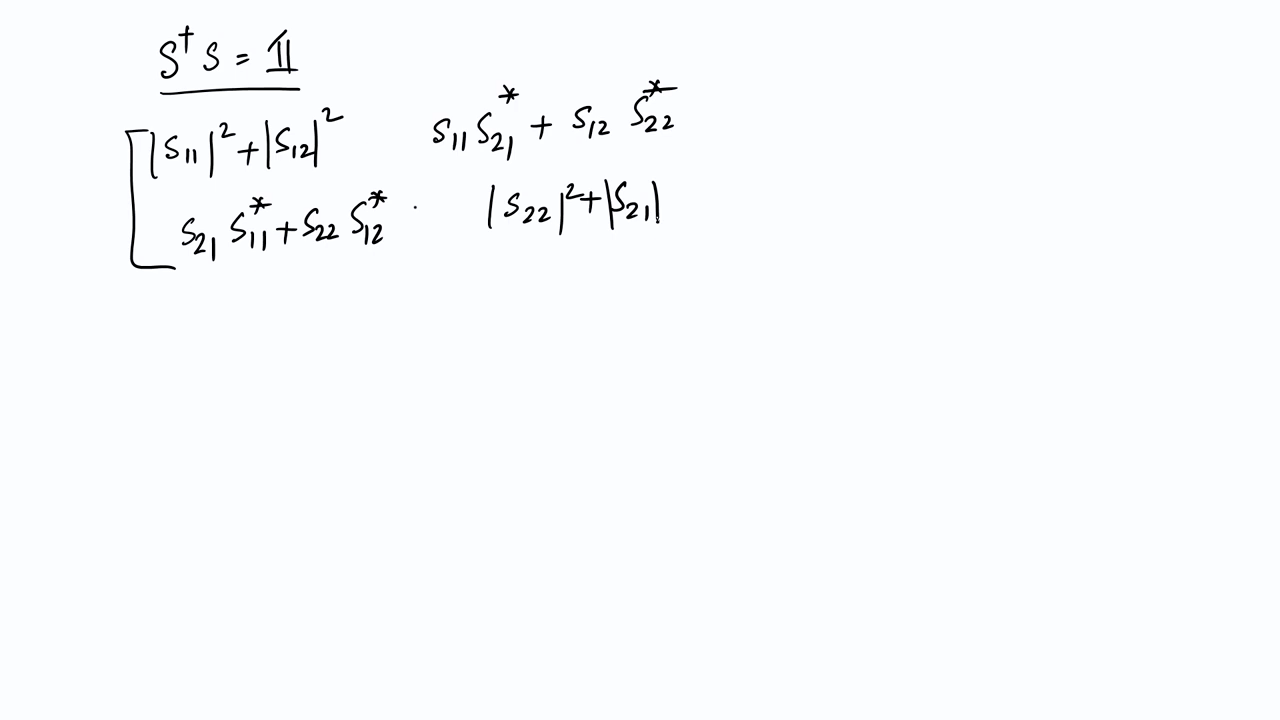 S† S = 𝟙
[ |S₁₁|² + |S₁₂|² S₁₁ S₂₁* + S₁₂ S₂₂*
S₂₁ S₁₁* + S₂₂ S₁₂* |S₂₂|² + |S₂₁|